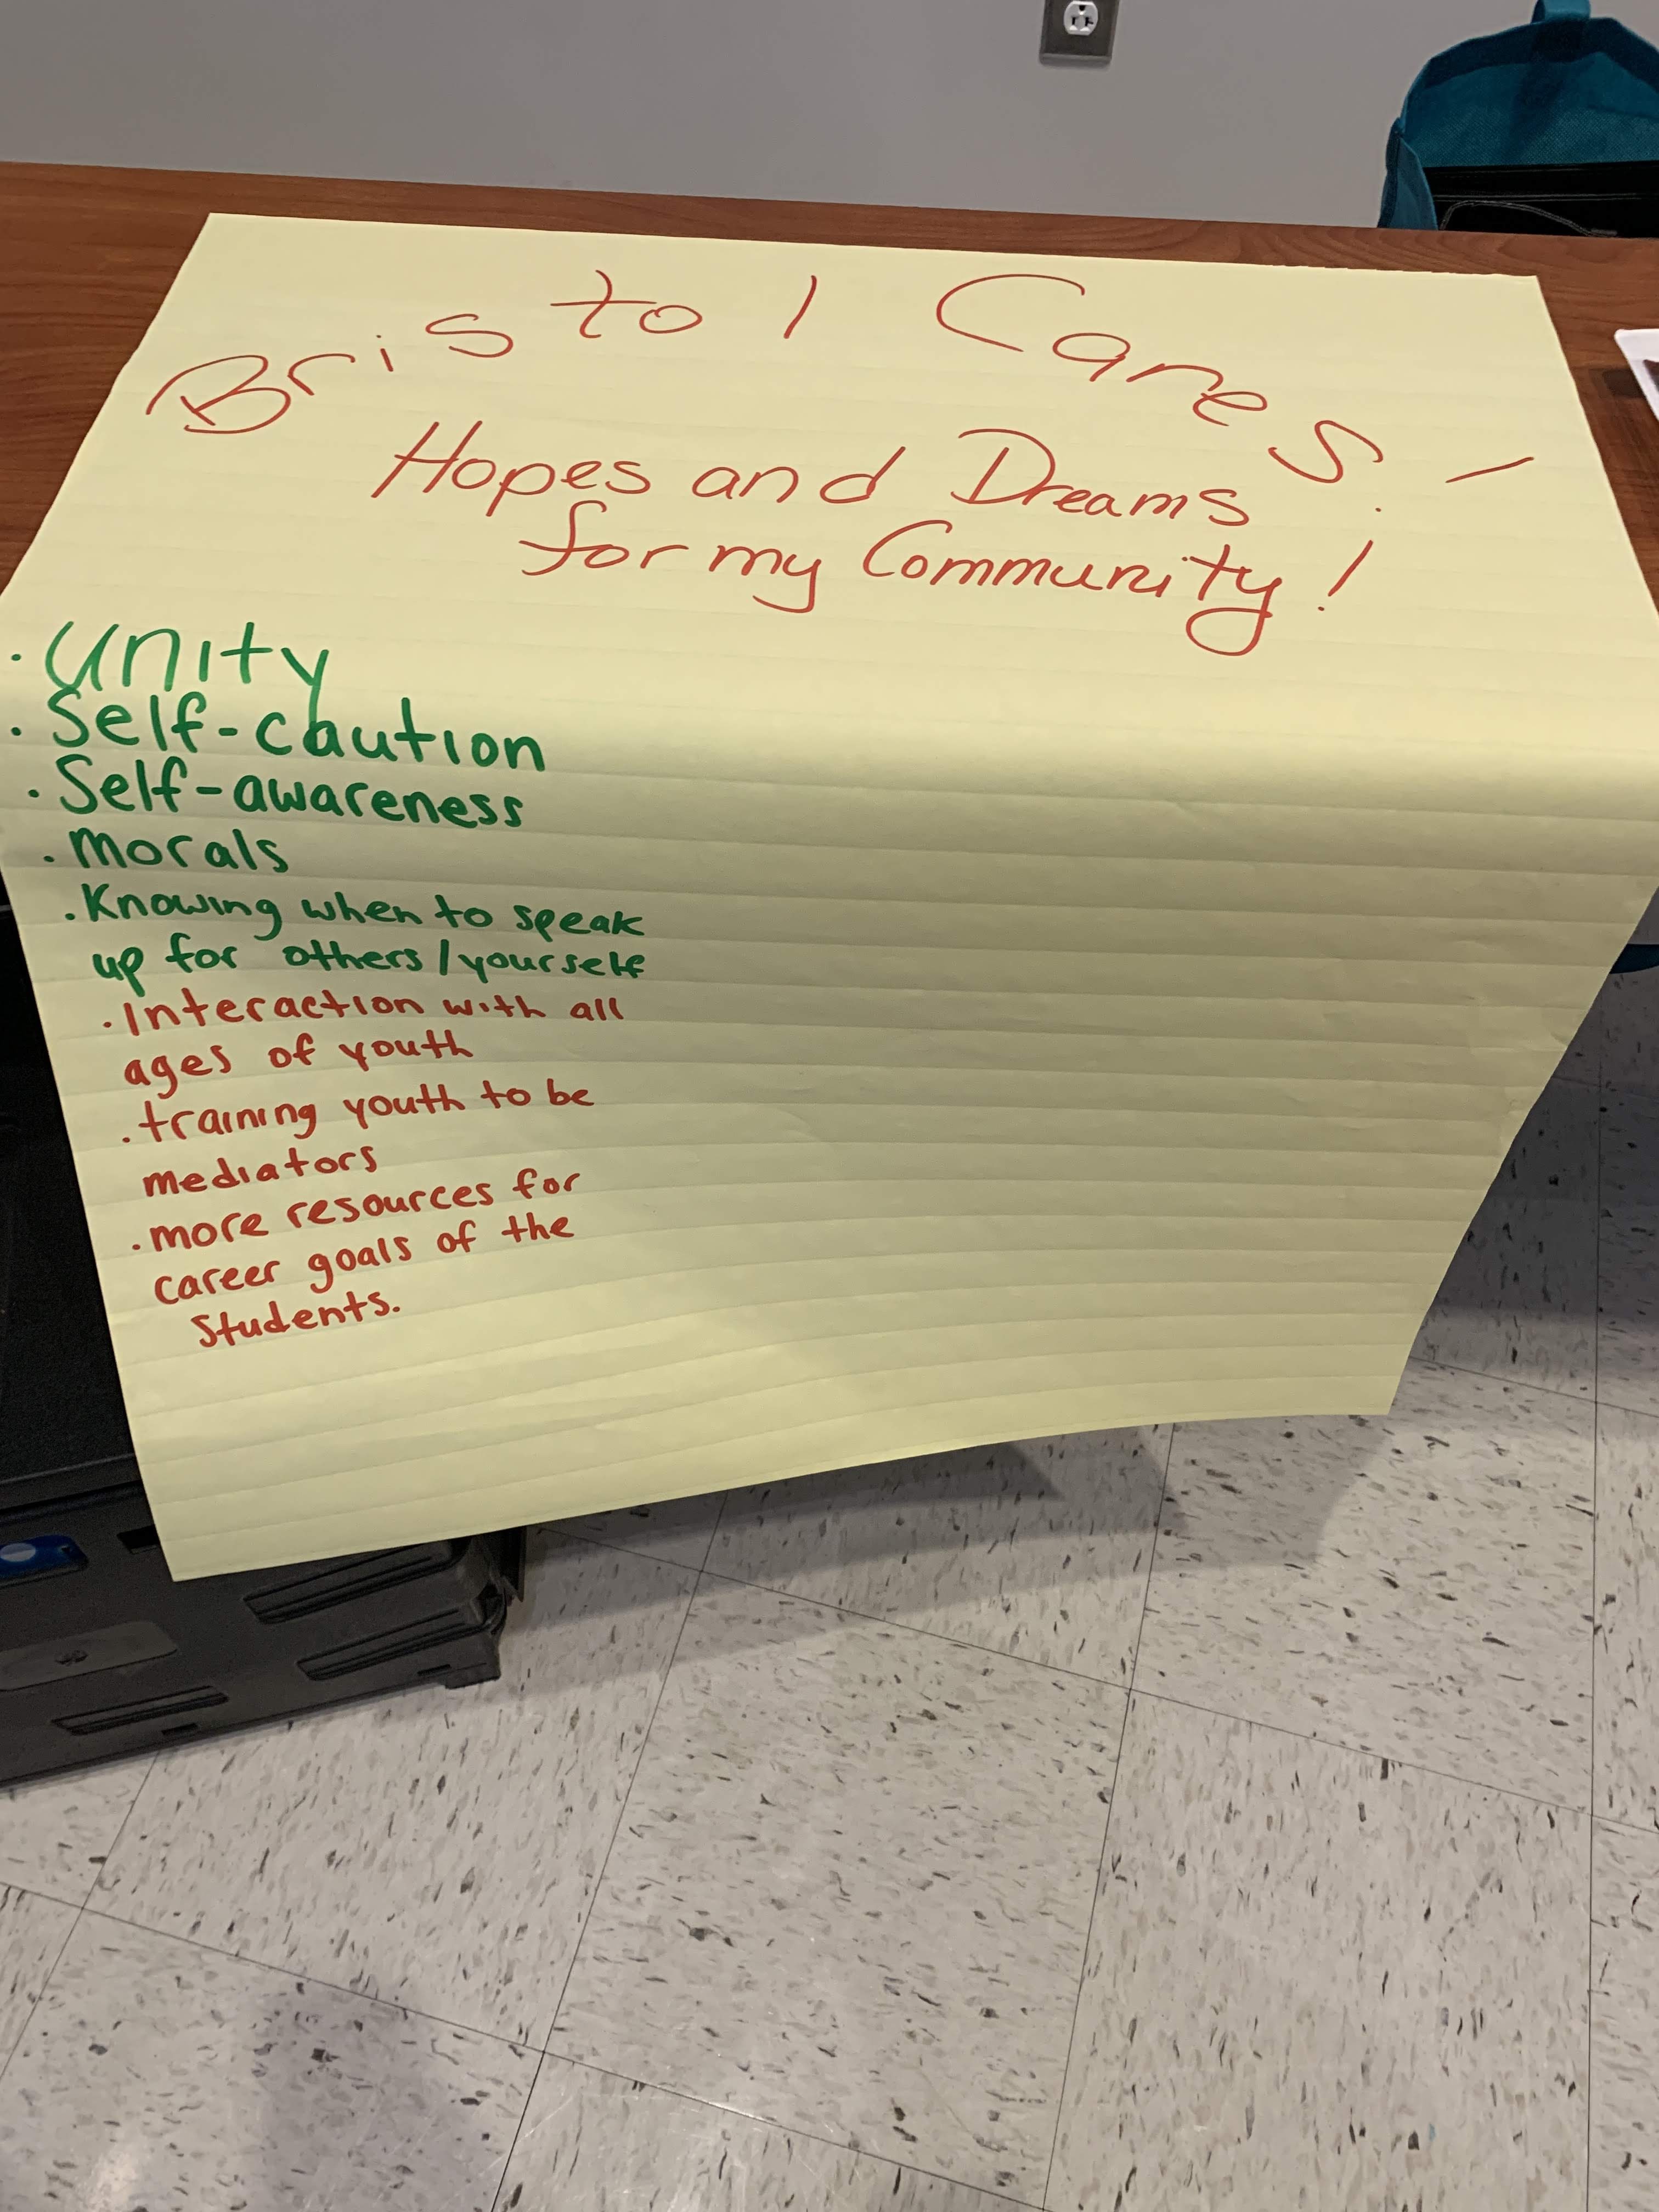 Bristol Cares!
Hopes and Dreams
for my Community!
· Unity
· Self-caution
· Self-awareness
· morals
· Knowing when to speak
up for others/yourself
· Interaction with all
ages of youth
· training youth to be
mediators
· more resources for
career goals of the
Students.